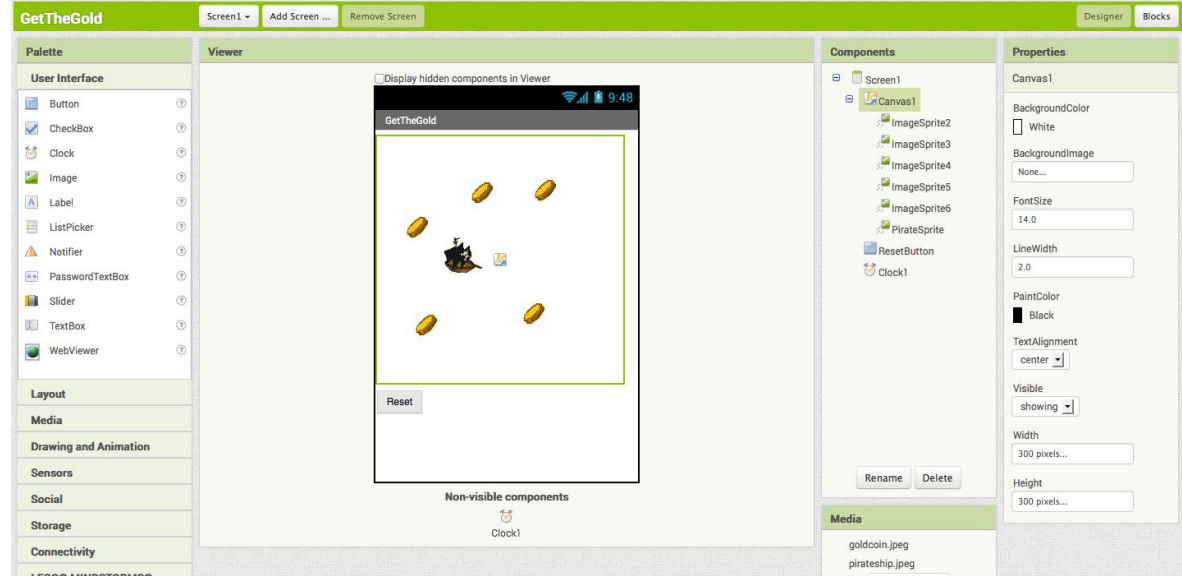 GetTheGold
Screen1
Add Screen ...
Remove Screen
Designer
Blocks
Palette
User Interface
Button
CheckBox
Clock
Image
Label
ListPicker
Notifier
PasswordTextBox
Slider
TextBox
WebViewer
Layout
Media
Drawing and Animation
Sensors
Social
Storage
Connectivity
Viewer
Display hidden components in Viewer
9:48
GetTheGold
Reset
Non-visible components
Clock1
Components
Screen1
Canvas1
ImageSprite2
ImageSprite3
ImageSprite4
ImageSprite5
ImageSprite6
PirateSprite
ResetButton
Clock1
Rename
Delete
Media
goldcoin.jpeg
pirateship.jpeg
Properties
Canvas1
BackgroundColor
White
BackgroundImage
None...
FontSize
14.0
LineWidth
2.0
PaintColor
Black
TextAlignment
center
Visible
showing
Width
300 pixels...
Height
300 pixels...